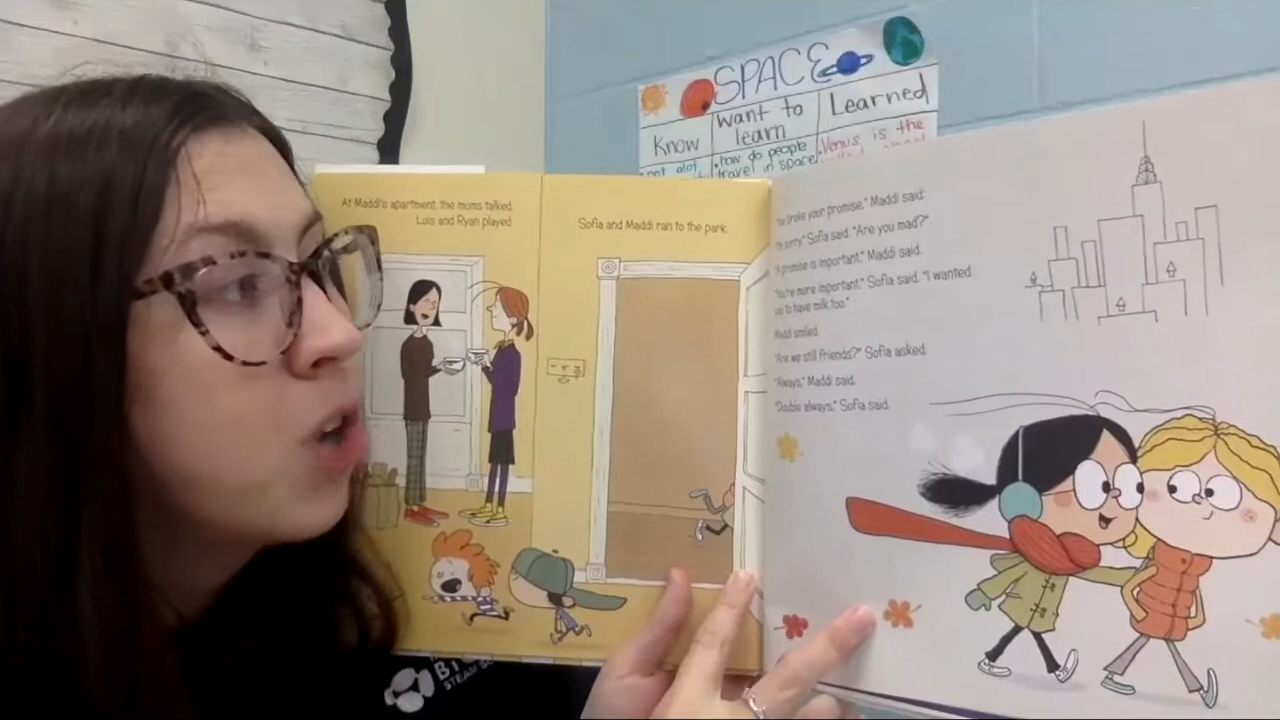 SPACE
Know
want to learn
Learned
not alot
• how do people travel in space
• Venus is the
At Maddi's apartment, the moms talked.
Luis and Ryan played.
Sofia and Maddi ran to the park.
broke your promise," Maddi said.
sorry," Sofia said. "Are you mad?"
promise is important," Maddi said.
"You're more important," Sofia said. "I wanted
us to have milk too."
Maddi smiled.
"Are we still friends?" Sofia asked.
"Always," Maddi said.
"Double always," Sofia said.
STEAM